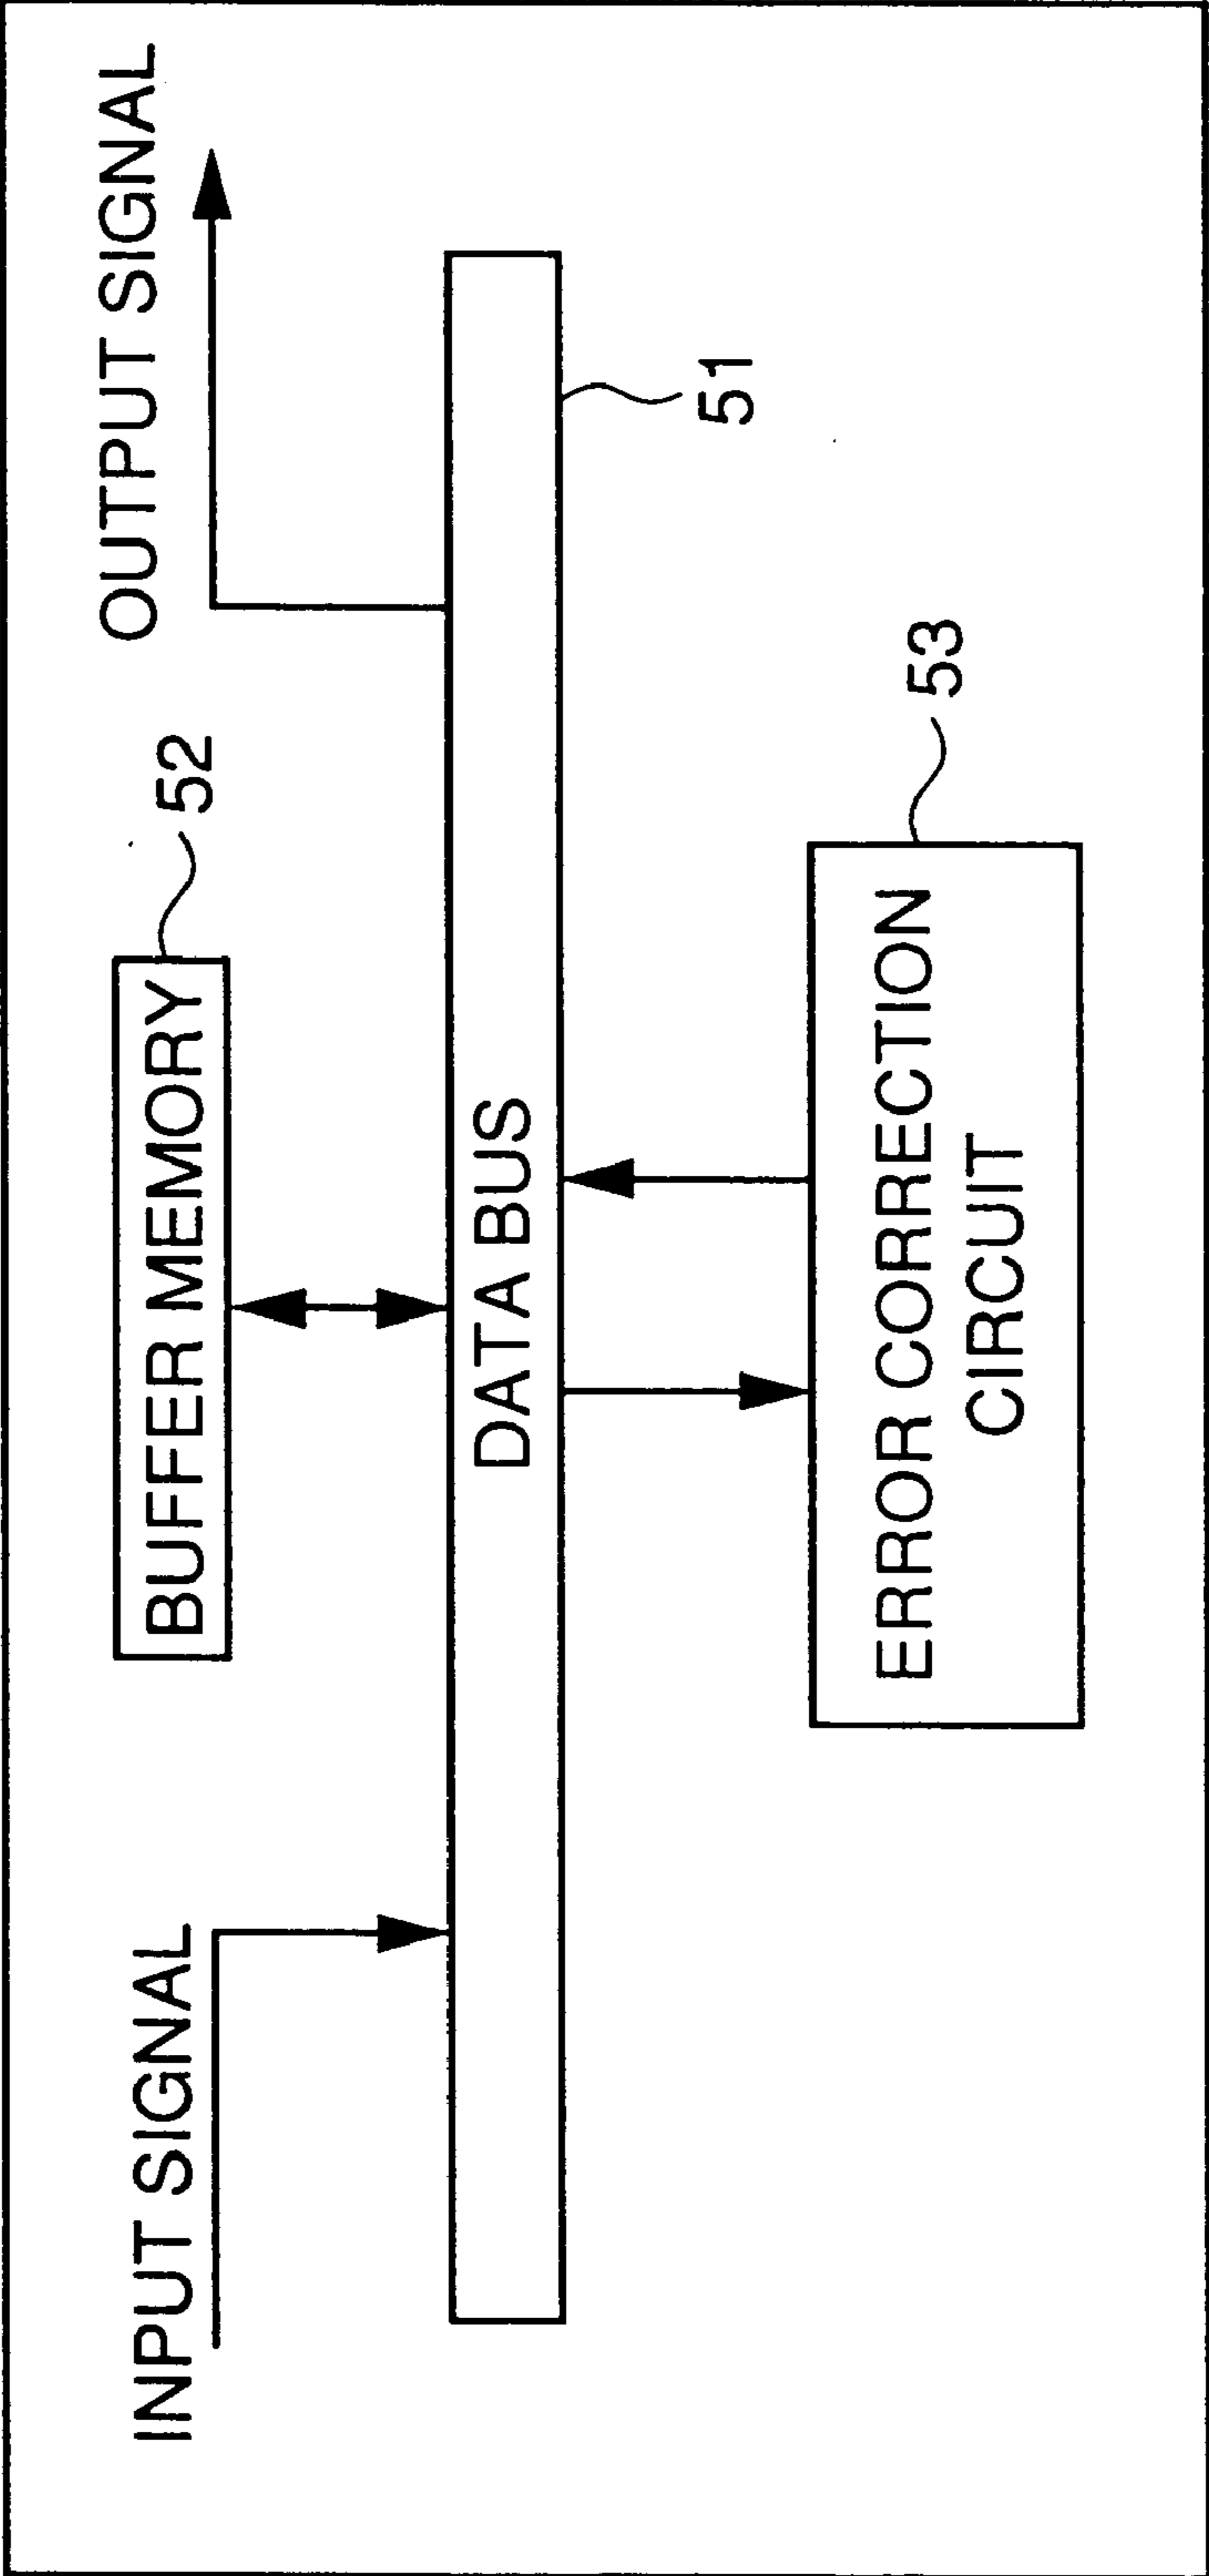 INPUT SIGNAL
BUFFER MEMORY
52
OUTPUT SIGNAL
DATA BUS
51
ERROR CORRECTION
CIRCUIT
53